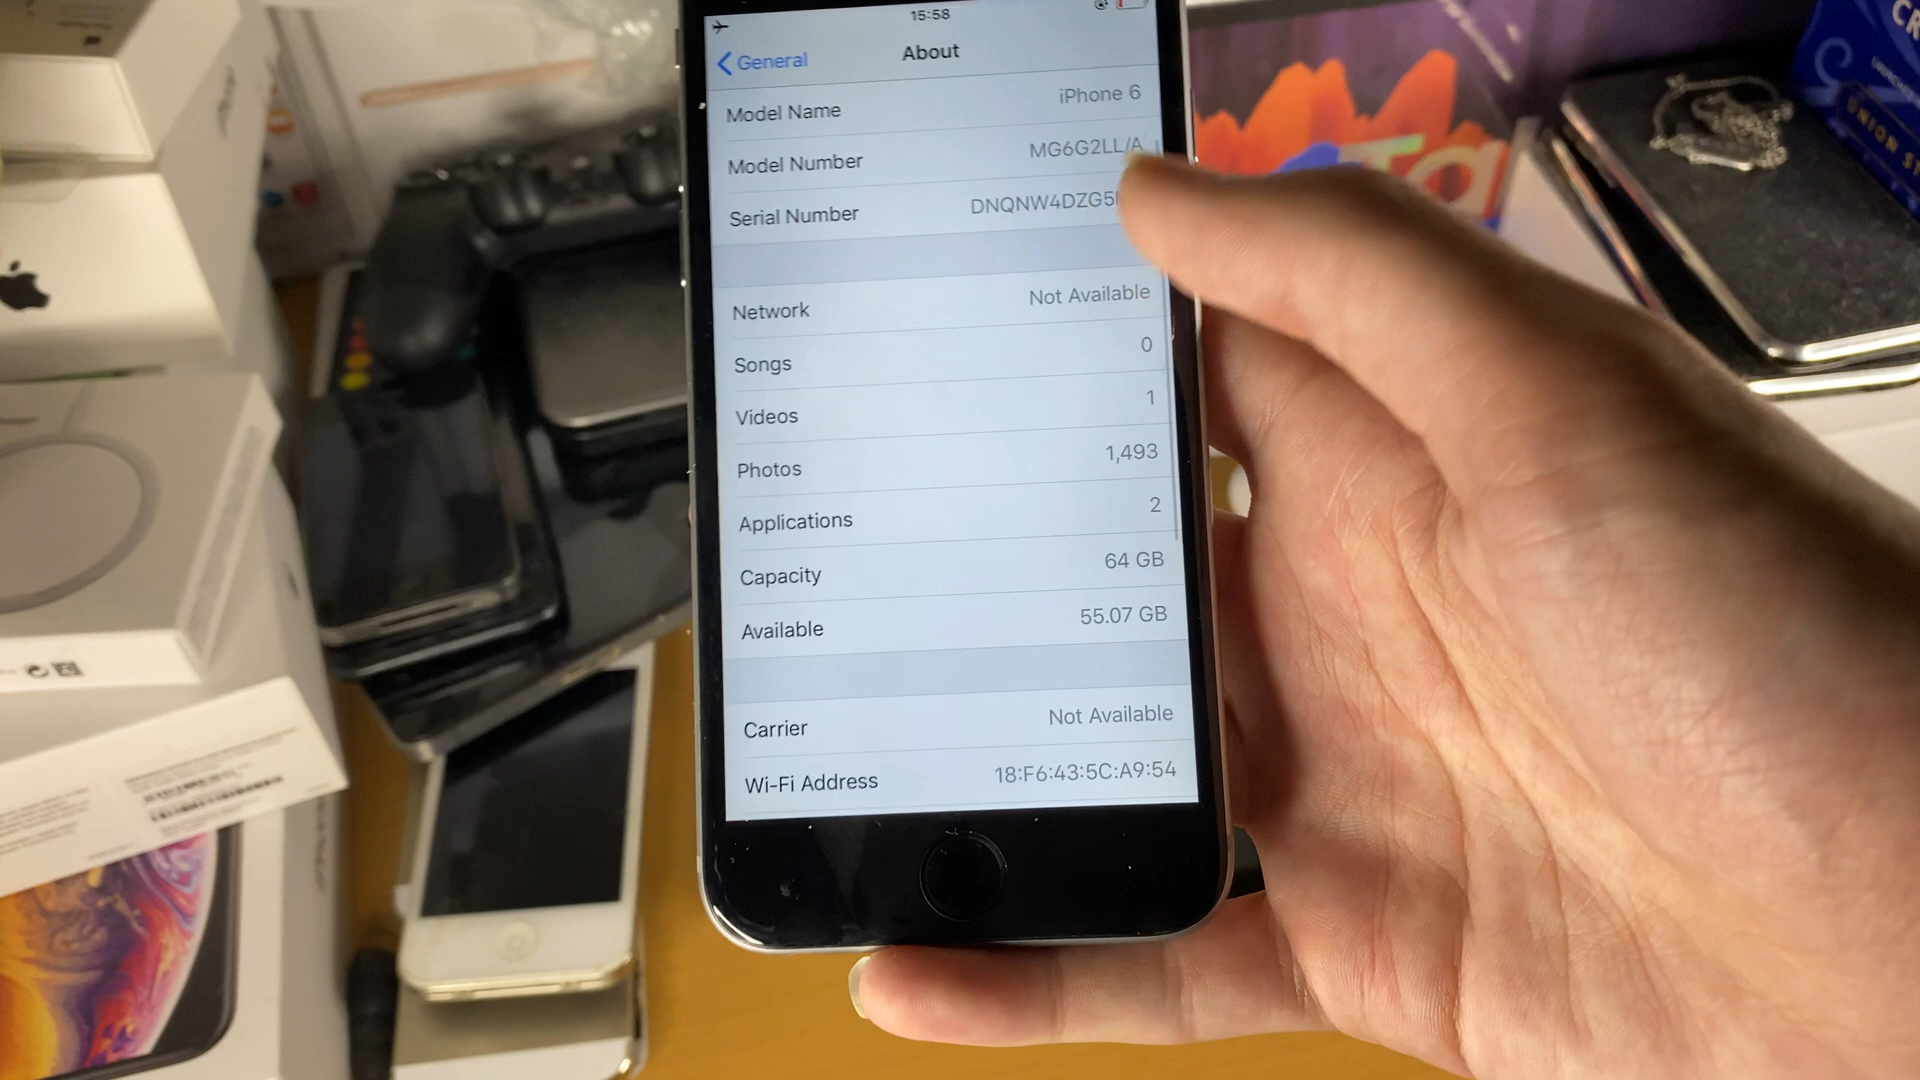 15:58
General
About
Model Name
iPhone 6
Model Number
MG6G2LL/A
Serial Number
DNQNW4DZG5
Network
Not Available
Songs
0
Videos
1
Photos
1,493
Applications
2
Capacity
64 GB
Available
55.07 GB
Carrier
Not Available
Wi-Fi Address
18:F6:43:5C:A9:54
CR
UNION